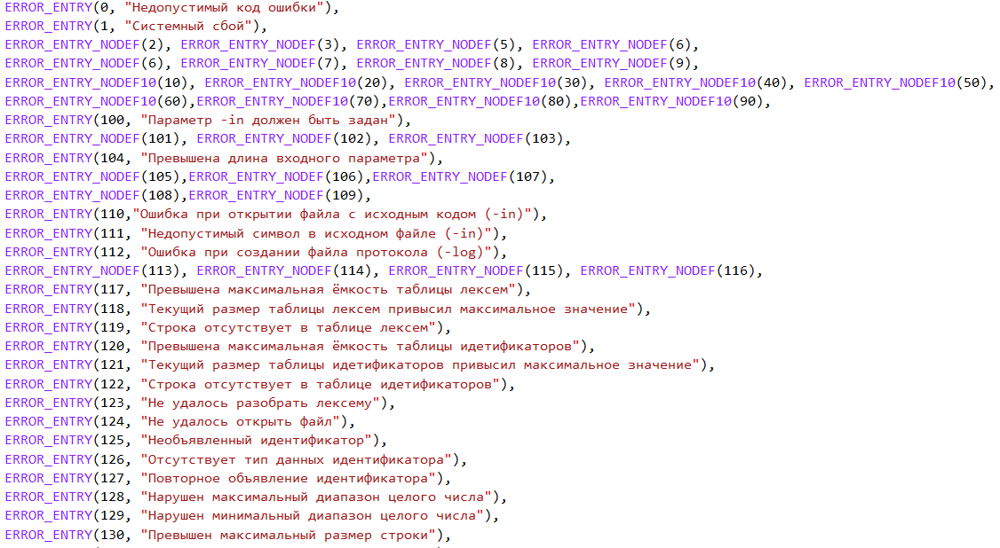 ERROR_ENTRY(0, "Недопустимый код ошибки"),
ERROR_ENTRY(1, "Системный сбой"),
ERROR_ENTRY_NODEF(2), ERROR_ENTRY_NODEF(3), ERROR_ENTRY_NODEF(5), ERROR_ENTRY_NODEF(6),
ERROR_ENTRY_NODEF(6), ERROR_ENTRY_NODEF(7), ERROR_ENTRY_NODEF(8), ERROR_ENTRY_NODEF(9),
ERROR_ENTRY_NODEF10(10), ERROR_ENTRY_NODEF10(20), ERROR_ENTRY_NODEF10(30), ERROR_ENTRY_NODEF10(40), ERROR_ENTRY_NODEF10(50),
ERROR_ENTRY_NODEF10(60),ERROR_ENTRY_NODEF10(70),ERROR_ENTRY_NODEF10(80),ERROR_ENTRY_NODEF10(90),
ERROR_ENTRY(100, "Параметр -in должен быть задан"),
ERROR_ENTRY_NODEF(101), ERROR_ENTRY_NODEF(102), ERROR_ENTRY_NODEF(103),
ERROR_ENTRY(104, "Превышена длина входного параметра"),
ERROR_ENTRY_NODEF(105),ERROR_ENTRY_NODEF(106),ERROR_ENTRY_NODEF(107),
ERROR_ENTRY_NODEF(108),ERROR_ENTRY_NODEF(109),
ERROR_ENTRY(110,"Ошибка при открытии файла с исходным кодом (-in)"),
ERROR_ENTRY(111, "Недопустимый символ в исходном файле (-in)"),
ERROR_ENTRY(112, "Ошибка при создании файла протокола (-log)"),
ERROR_ENTRY_NODEF(113), ERROR_ENTRY_NODEF(114), ERROR_ENTRY_NODEF(115), ERROR_ENTRY_NODEF(116),
ERROR_ENTRY(117, "Превышена максимальная ёмкость таблицы лексем"),
ERROR_ENTRY(118, "Текущий размер таблицы лексем привысил максимальное значение"),
ERROR_ENTRY(119, "Строка отсутствует в таблице лексем"),
ERROR_ENTRY(120, "Превышена максимальная ёмкость таблицы идетификаторов"),
ERROR_ENTRY(121, "Текущий размер таблицы идетификаторов привысил максимальное значение"),
ERROR_ENTRY(122, "Строка отсутствует в таблице идетификаторов"),
ERROR_ENTRY(123, "Не удалось разобрать лексему"),
ERROR_ENTRY(124, "Не удалось открыть файл"),
ERROR_ENTRY(125, "Необъявленный идентификатор"),
ERROR_ENTRY(126, "Отсутствует тип данных идентификатора"),
ERROR_ENTRY(127, "Повторное объявление идентификатора"),
ERROR_ENTRY(128, "Нарушен максимальный диапазон целого числа"),
ERROR_ENTRY(129, "Нарушен минимальный диапазон целого числа"),
ERROR_ENTRY(130, "Превышен максимальный размер строки"),